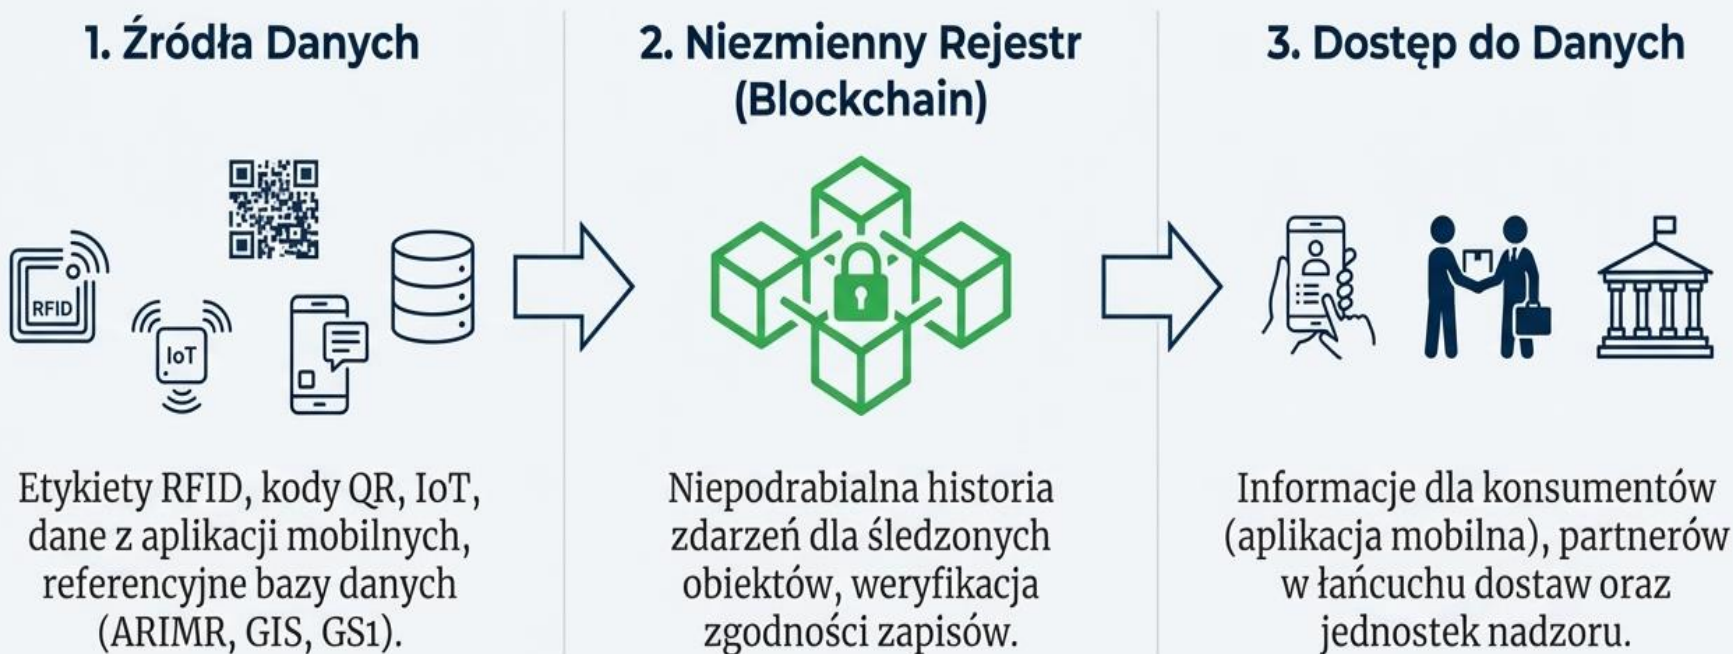 1. Źródła Danych
RFID
IoT
Etykiety RFID, kody QR, IoT,
dane z aplikacji mobilnych,
referencyjne bazy danych
(ARIMR, GIS, GS1).
2. Niezmienny Rejestr
(Blockchain)
Niepodrabialna historia
zdarzeń dla śledzonych
obiektów, weryfikacja
zgodności zapisów.
3. Dostęp do Danych
Informacje dla konsumentów
(aplikacja mobilna), partnerów
w łańcuchu dostaw oraz
jednostek nadzoru.